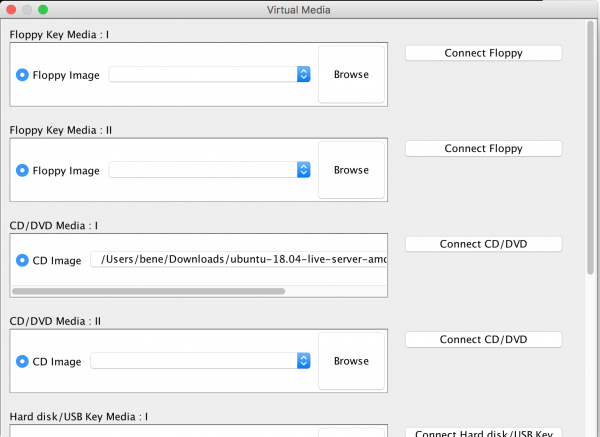 Virtual Media
Floppy Key Media : I
Floppy Image
Browse
Connect Floppy
Floppy Key Media : II
Floppy Image
Browse
Connect Floppy
CD/DVD Media : I
CD Image
/Users/bene/Downloads/ubuntu-18.04-live-server-amd
Connect CD/DVD
CD/DVD Media : II
CD Image
Browse
Connect CD/DVD
Hard disk/USB Key Media : I
Connect Hard disk/USB Key